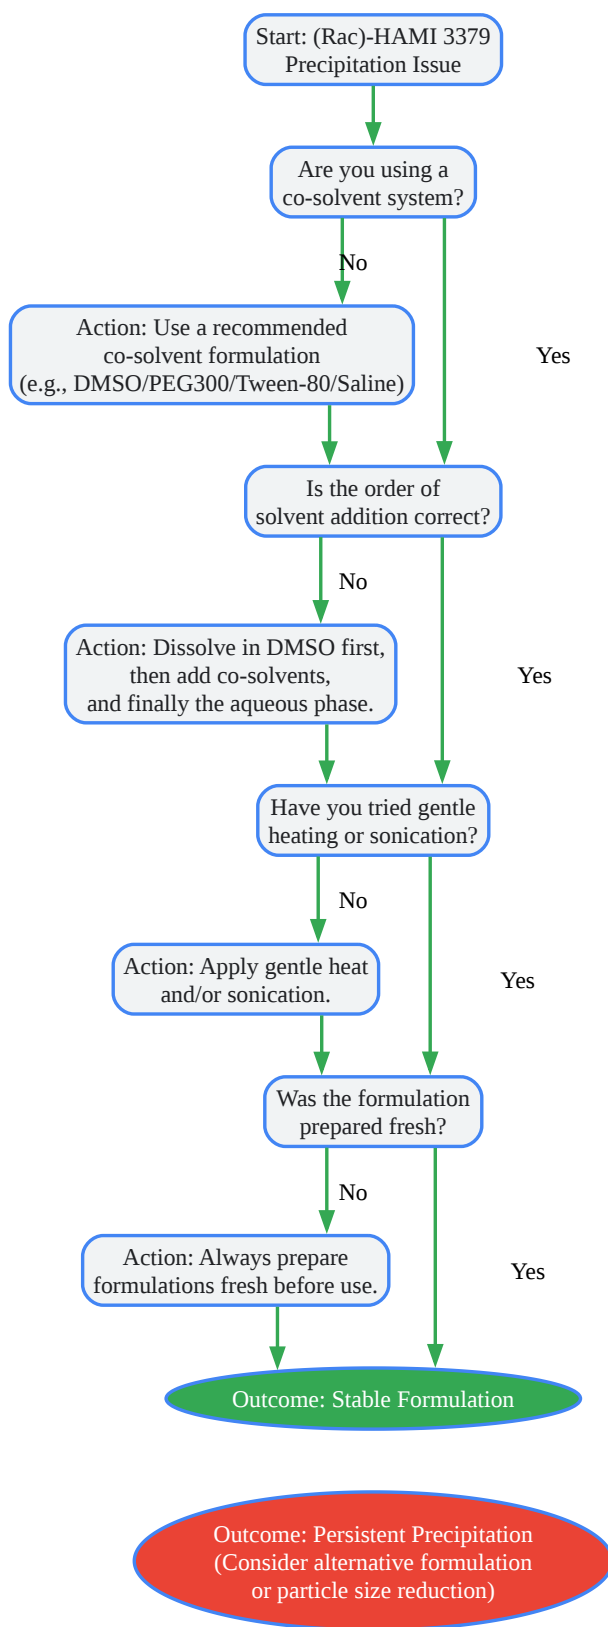 Start: (Rac)-HAMI 3379
Precipitation Issue
Are you using a
co-solvent system?
No
Action: Use a recommended
co-solvent formulation
(e.g., DMSO/PEG300/Tween-80/Saline)
Yes
Is the order of
solvent addition correct?
No
Action: Dissolve in DMSO first,
then add co-solvents,
and finally the aqueous phase.
Yes
Have you tried gentle
heating or sonication?
No
Action: Apply gentle heat
and/or sonication.
Yes
Was the formulation
prepared fresh?
No
Action: Always prepare
formulations fresh before use.
Yes
Outcome: Stable Formulation
Outcome: Persistent Precipitation
(Consider alternative formulation
or particle size reduction)